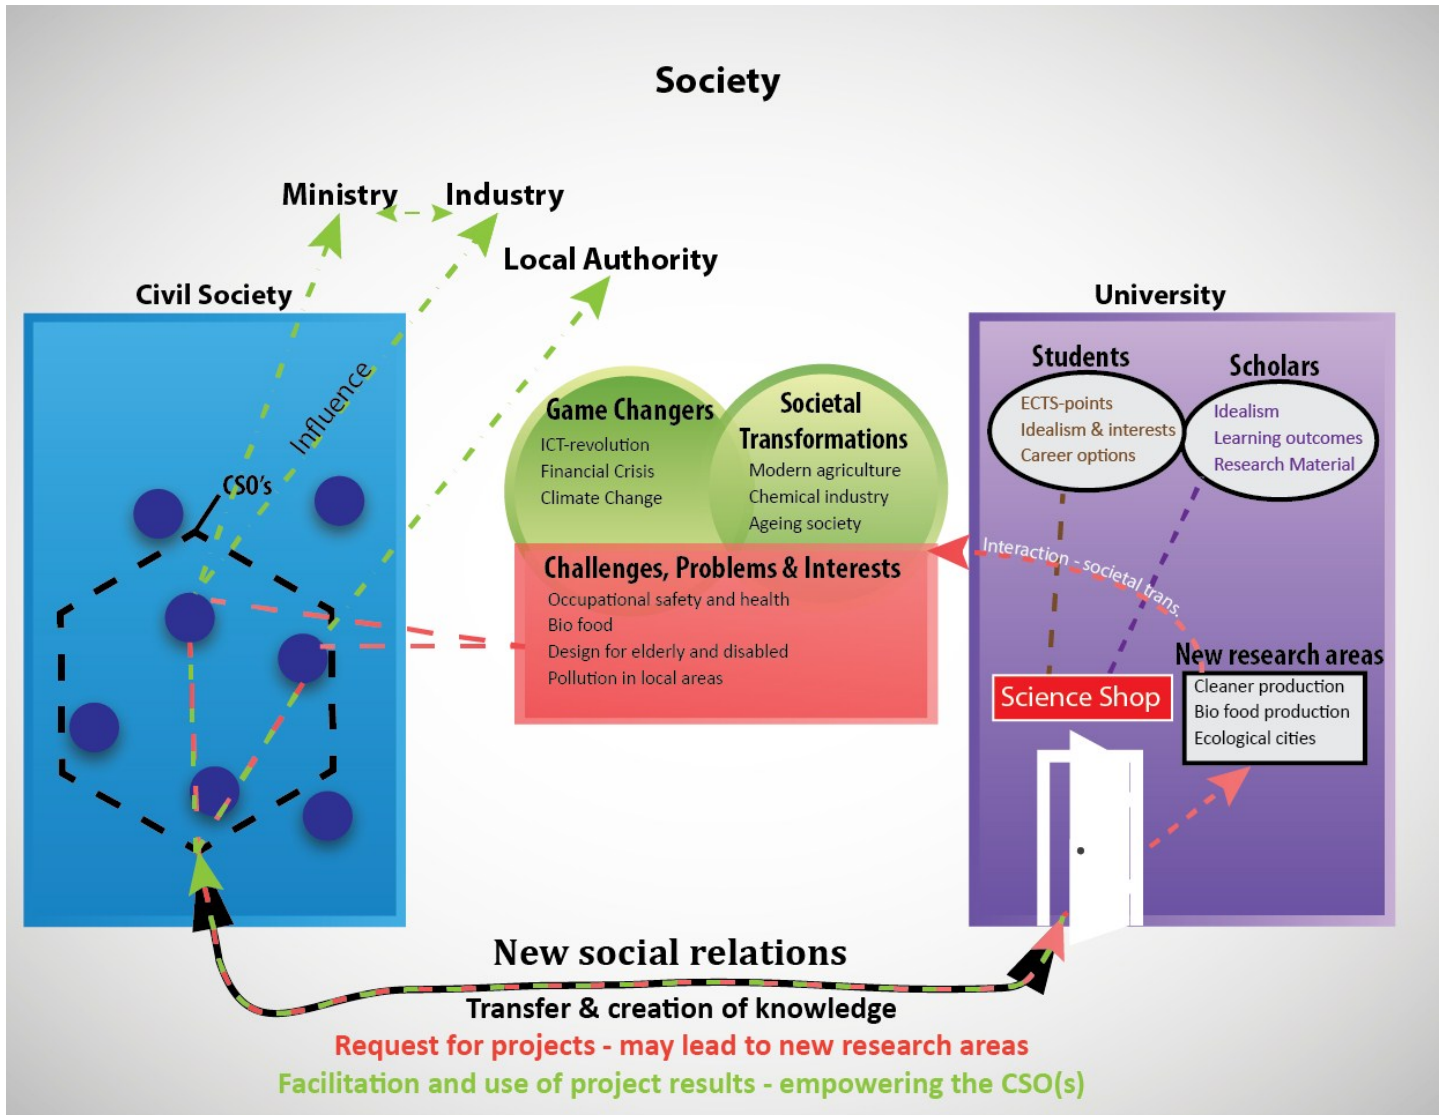 Society
Ministry
Industry
Local Authority
Civil Society
Influence
CSO's
Game Changers
ICT-revolution
Financial Crisis
Climate Change
Societal
Transformations
Modern agriculture
Chemical industry
Ageing society
Challenges, Problems & Interests
Occupational safety and health
Bio food
Design for elderly and disabled
Pollution in local areas
University
Students
ECTS-points
Idealism & interests
Career options
Scholars
Idealism
Learning outcomes
Research Material
Interaction - societal trans.
Science Shop
New research areas
Cleaner production
Bio food production
Ecological cities
New social relations
Transfer & creation of knowledge
Request for projects - may lead to new research areas
Facilitation and use of project results - empowering the CSO(s)